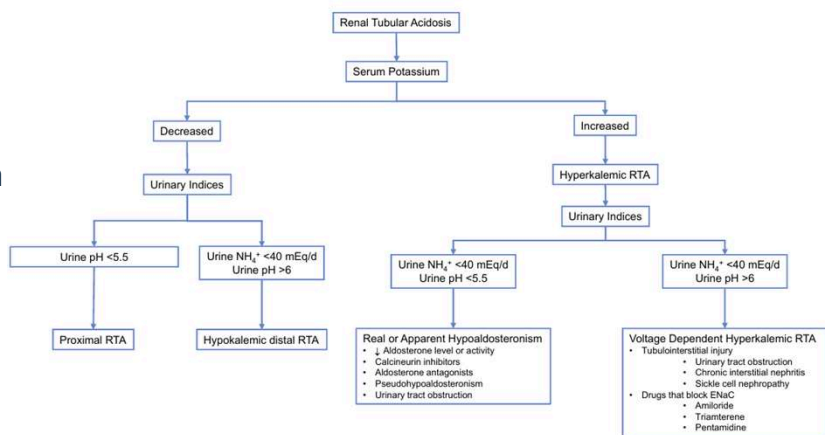 Renal Tubular Acidosis
Serum Potassium
Decreased
Increased
Urinary Indices
Hyperkalemic RTA
Urinary Indices
Urine pH <5.5
Urine NH₄⁺ <40 mEq/d
Urine pH >6
Urine NH₄⁺ <40 mEq/d
Urine pH <5.5
Urine NH₄⁺ <40 mEq/d
Urine pH >6
Proximal RTA
Hypokalemic distal RTA
Real or Apparent Hypoaldosteronism
• ↓ Aldosterone level or activity
• Calcineurin inhibitors
• Aldosterone antagonists
• Pseudohypoaldosteronism
• Urinary tract obstruction
Voltage Dependent Hyperkalemic RTA
• Tubulointerstitial injury
• Urinary tract obstruction
• Chronic interstitial nephritis
• Sickle cell nephropathy
• Drugs that block ENaC
• Amiloride
• Triamterene
• Pentamidine